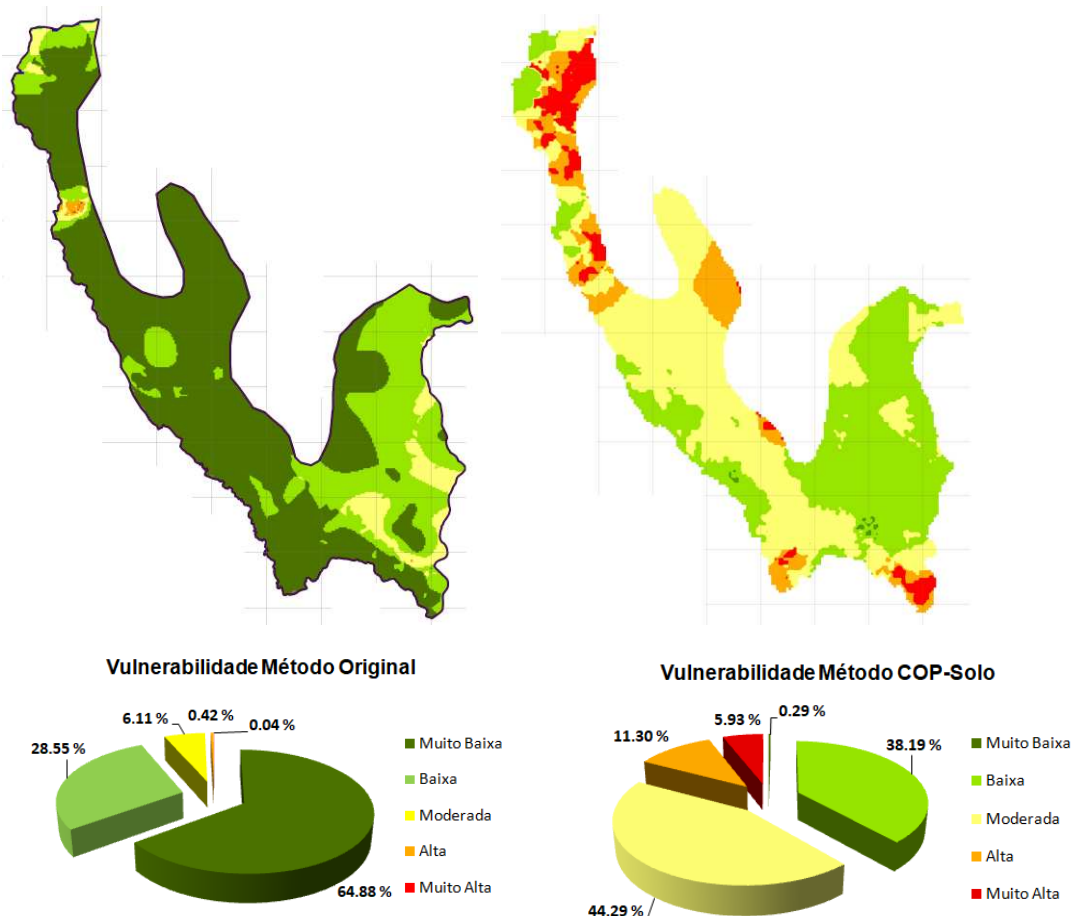 Vulnerabilidade Método Original
0.42 %
6.11 %
0.04 %
28.55 %
64.88 %
Muito Baixa
Baixa
Moderada
Alta
Muito Alta
Vulnerabilidade Método COP-Solo
0.29 %
5.93 %
11.30 %
38.19 %
44.29 %
Muito Baixa
Baixa
Moderada
Alta
Muito Alta